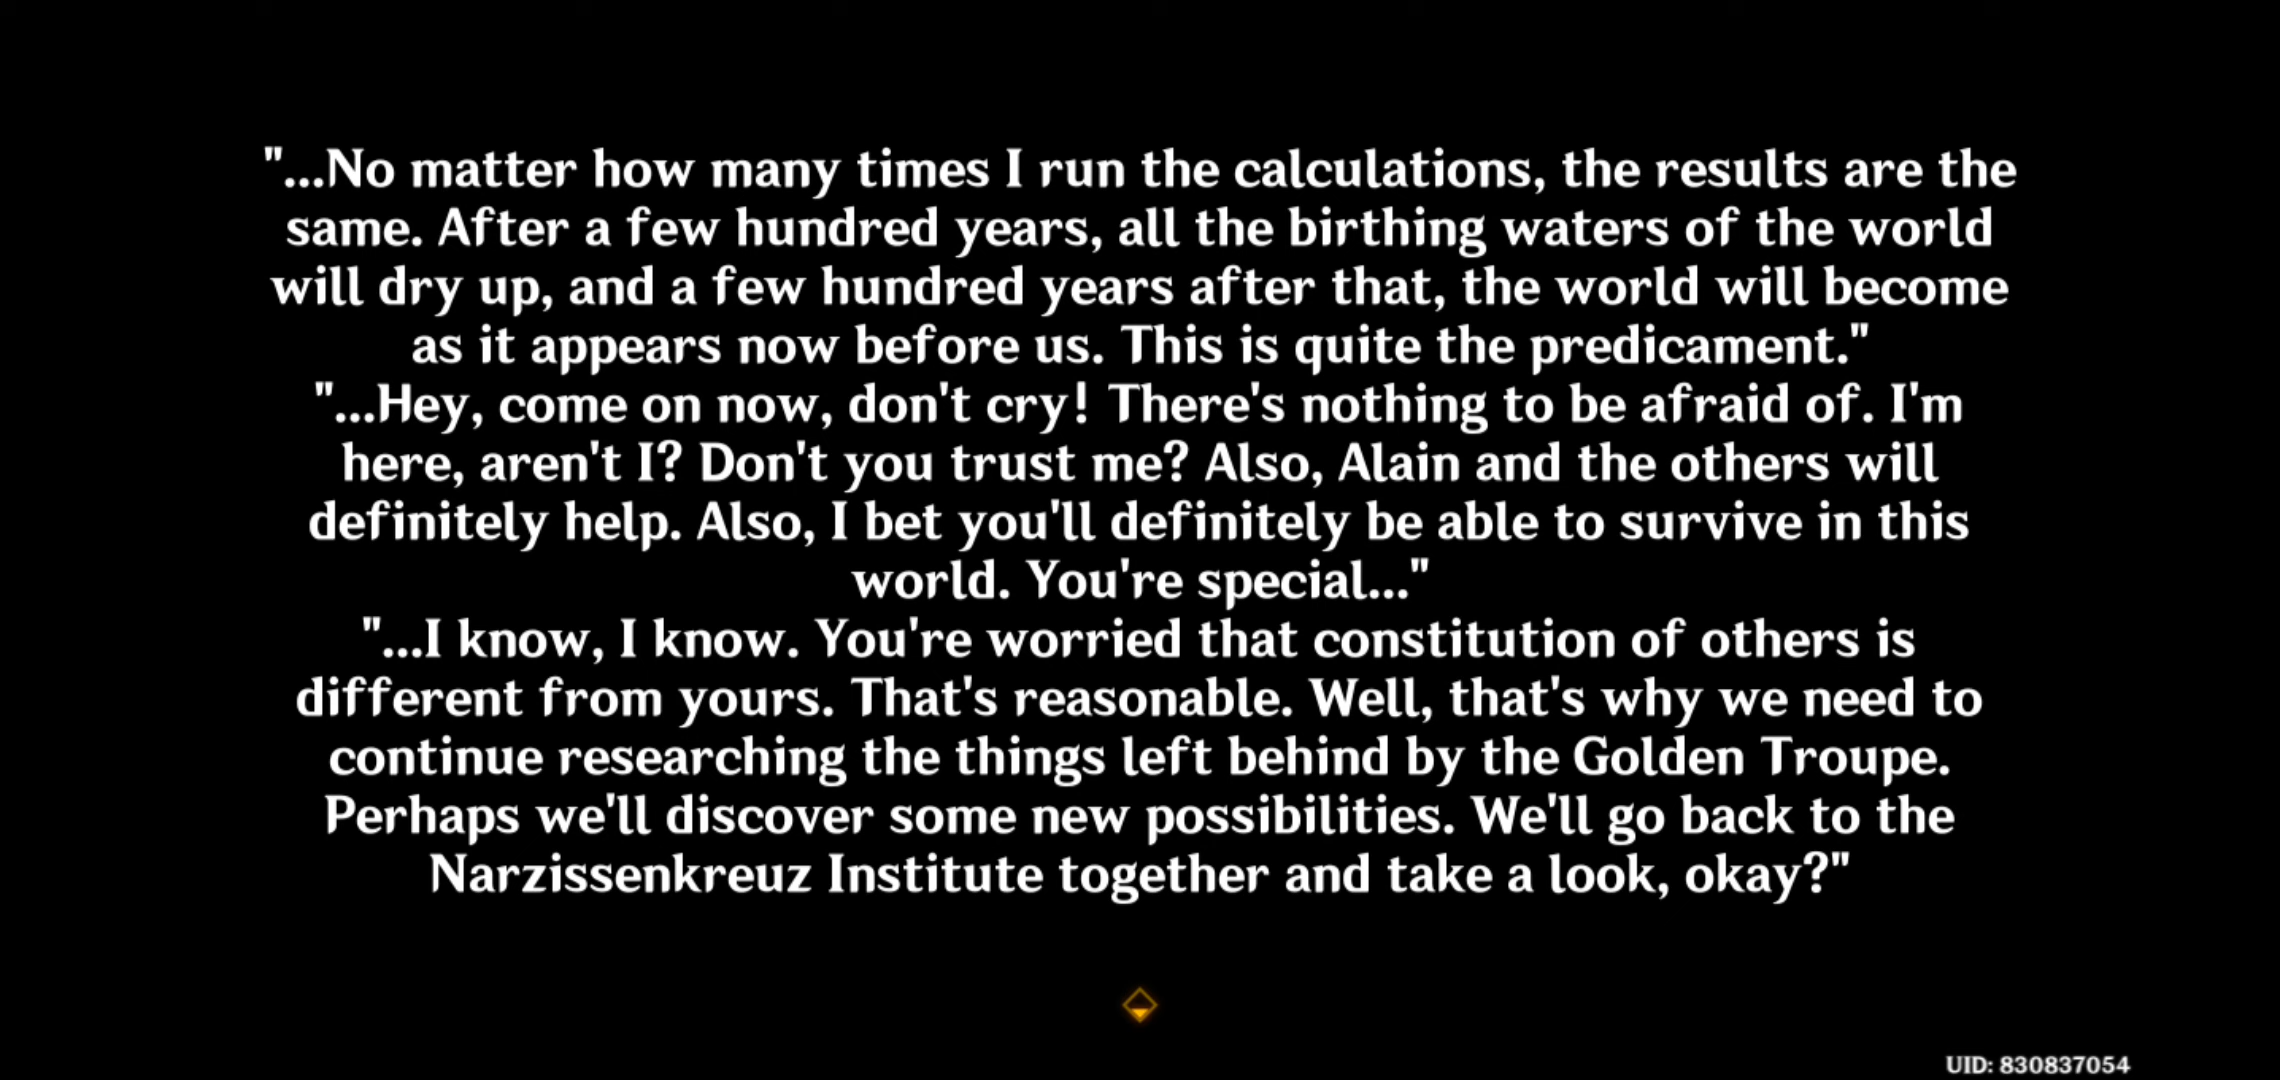 "...No matter how many times I run the calculations, the results are the
same. After a few hundred years, all the birthing waters of the world
will dry up, and a few hundred years after that, the world will become
as it appears now before us. This is quite the predicament."
"...Hey, come on now, don't cry! There's nothing to be afraid of. I'm
here, aren't I? Don't you trust me? Also, Alain and the others will
definitely help. Also, I bet you'll definitely be able to survive in this
world. You're special..."
"...I know, I know. You're worried that constitution of others is
different from yours. That's reasonable. Well, that's why we need to
continue researching the things left behind by the Golden Troupe.
Perhaps we'll discover some new possibilities. We'll go back to the
Narzissenkreuz Institute together and take a look, okay?"
UID: 830837054